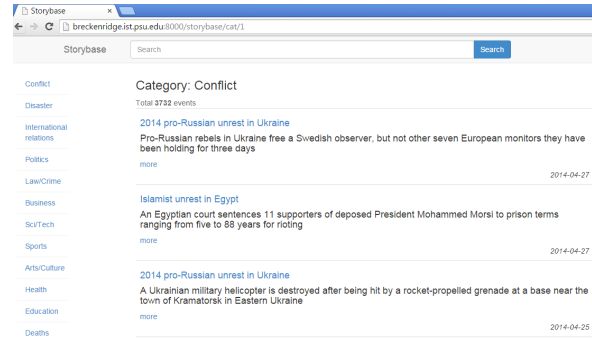 Storybase
breckenridge.ist.psu.edu:8000/storybase/cat/1
Storybase
Search
Search
Conflict
Disaster
International
relations
Politics
Law/Crime
Business
Sci/Tech
Sports
Arts/Culture
Health
Education
Deaths
Category: Conflict
Total 3732 events
2014 pro-Russian unrest in Ukraine
Pro-Russian rebels in Ukraine free a Swedish observer, but not other seven European monitors they have
been holding for three days
more
2014-04-27
Islamist unrest in Egypt
An Egyptian court sentences 11 supporters of deposed President Mohammed Morsi to prison terms
ranging from five to 88 years for rioting
more
2014-04-27
2014 pro-Russian unrest in Ukraine
A Ukrainian military helicopter is destroyed after being hit by a rocket-propelled grenade at a base near the
town of Kramatorsk in Eastern Ukraine
more
2014-04-25